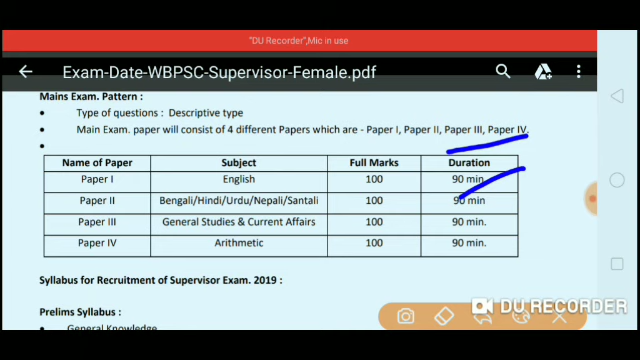 "DU Recorder",Mic in use
Exam-Date-WBPSC-Supervisor-Female.pdf
Mains Exam. Pattern :
• Type of questions : Descriptive type
• Main Exam. paper will consist of 4 different Papers which are - Paper I, Paper II, Paper III, Paper IV.
•
Name of Paper Subject Full Marks Duration
Paper I English 100 90 min.
Paper II Bengali/Hindi/Urdu/Nepali/Santali 100 90 min
Paper III General Studies & Current Affairs 100 90 min.
Paper IV Arithmetic 100 90 min.
Syllabus for Recruitment of Supervisor Exam. 2019 :
Prelims Syllabus :
• General Knowledge
DU RECORDER